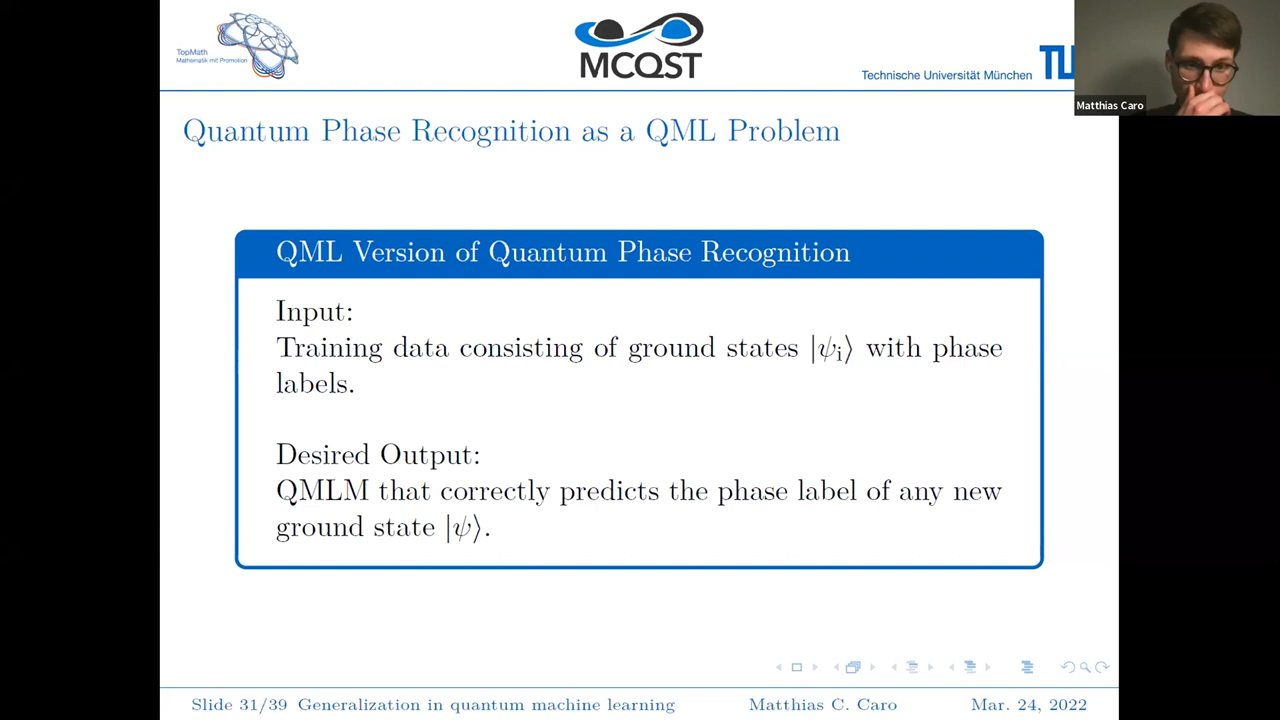 TopMath
Mathematik mit Promotion
MCQST
Technische Universität München
Matthias Caro
Quantum Phase Recognition as a QML Problem
QML Version of Quantum Phase Recognition
Input:
Training data consisting of ground states |ψᵢ⟩ with phase
labels.
Desired Output:
QMLM that correctly predicts the phase label of any new
ground state |ψ⟩.
Slide 31/39 Generalization in quantum machine learning Matthias C. Caro Mar. 24, 2022